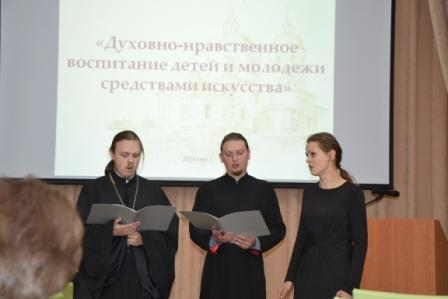 «Духовно-нравственное
воспитание детей и молодежи
средствами искусства»